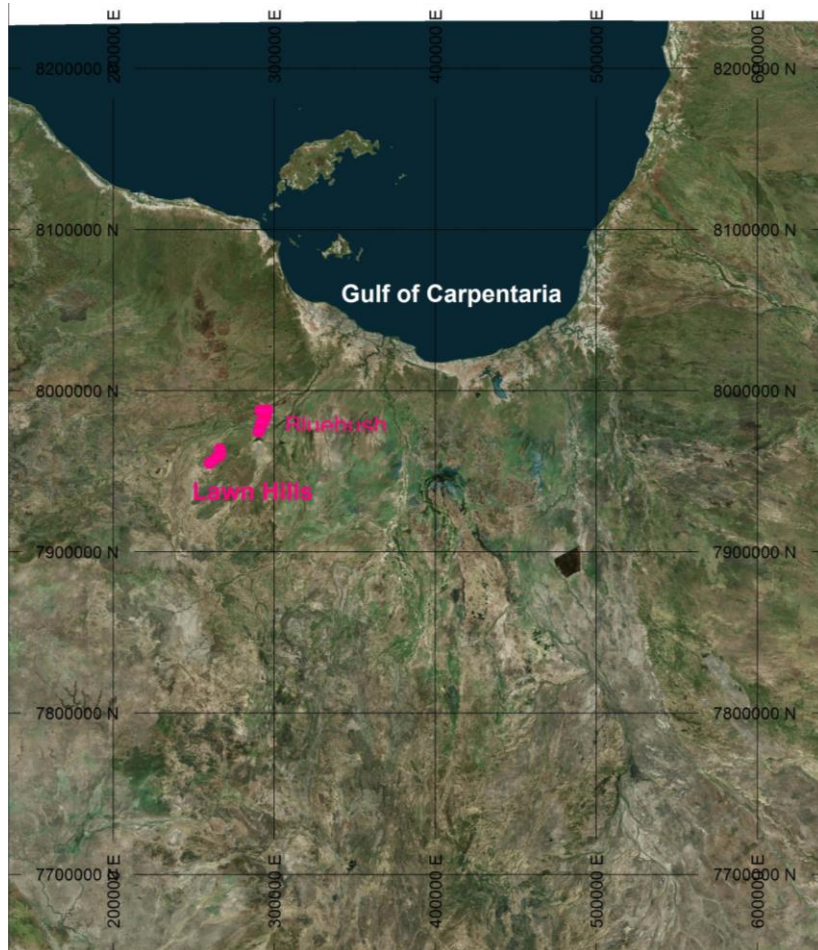 200000 E
300000 E
400000 E
500000 E
600000 E
8200000 N
8200000 N
8100000 N
8100000 N
Gulf of Carpentaria
8000000 N
8000000 N
Bluebush
Lawn Hills
7900000 N
7900000 N
7800000 N
7800000 N
7700000 N
7700000 N
200000 E
300000 E
400000 E
500000 E
600000 E